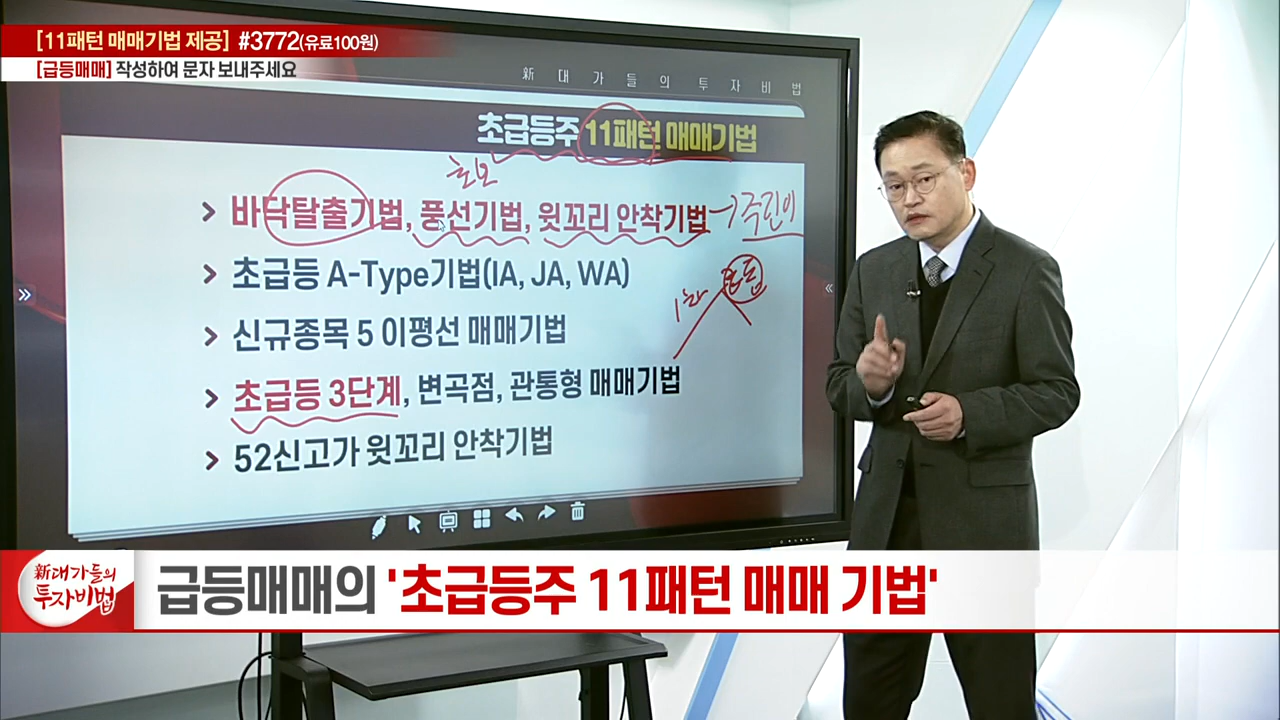 [11패턴 매매기법 제공] #3772(유료100원)
[급등매매] 작성하여 문자 보내주세요
新 대 가 들 의 투 자 비 법
초급등주 11패턴 매매기법
초보
바닥탈출기법, 풍선기법, 윗꼬리 안착기법→주린이
초급등 A-Type기법(IA, JA, WA)
1차
신규종목 5 이평선 매매기법
초급등 3단계, 변곡점, 관통형 매매기법
52신고가 윗꼬리 안착기법
新대가들의
투자비법
급등매매의 '초급등주 11패턴 매매 기법'